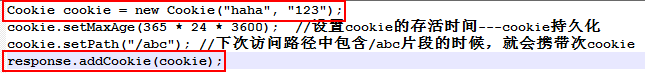 Cookie cookie = new Cookie("haha", "123");
cookie.setMaxAge(365 * 24 * 3600);  //设置cookie的存活时间---cookie持久化
cookie.setPath("/abc"); //下次访问路径中包含/abc片段的时候，就会携带次cookie
response.addCookie(cookie);